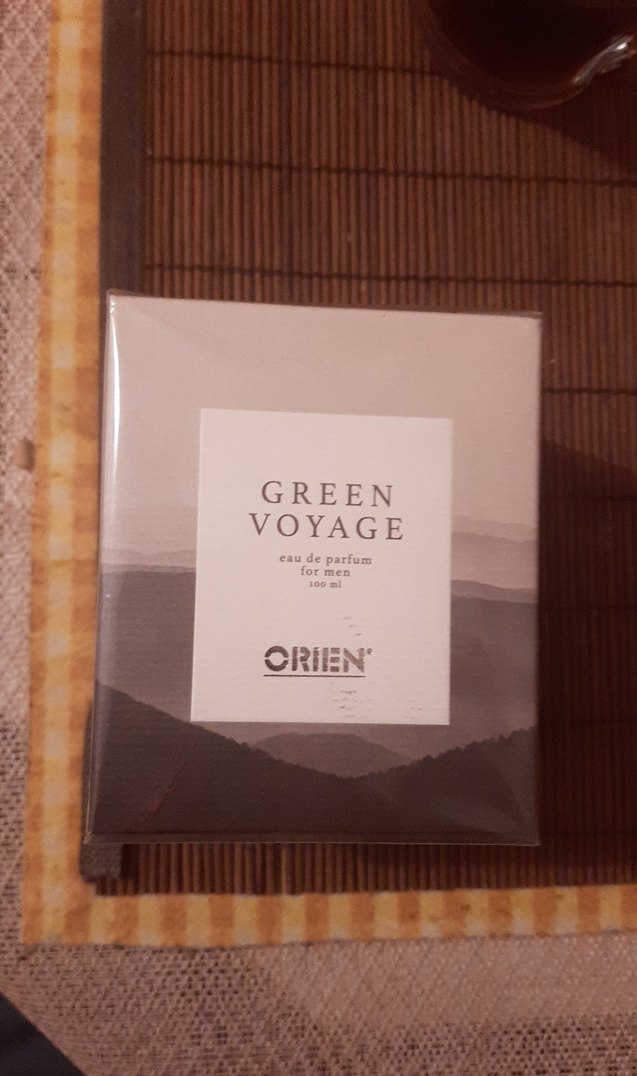 GREEN
VOYAGE
eau de parfum
for men
100 ml
ORIEN®